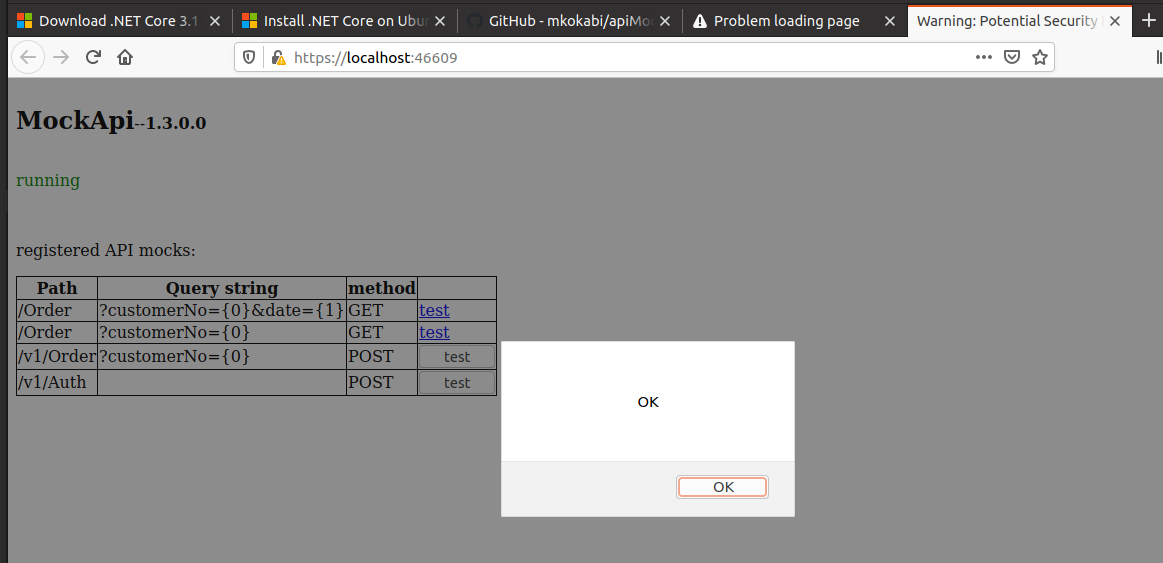 Download .NET Core 3.1
Install .NET Core on Ubun
GitHub - mkokabi/apiMoc
Problem loading page
Warning: Potential Security
https://localhost:46609
MockApi--1.3.0.0
running
registered API mocks:
Path Query string method
/Order ?customerNo={0}&date={1} GET test
/Order ?customerNo={0} GET test
/v1/Order ?customerNo={0} POST test
/v1/Auth POST test
OK
OK